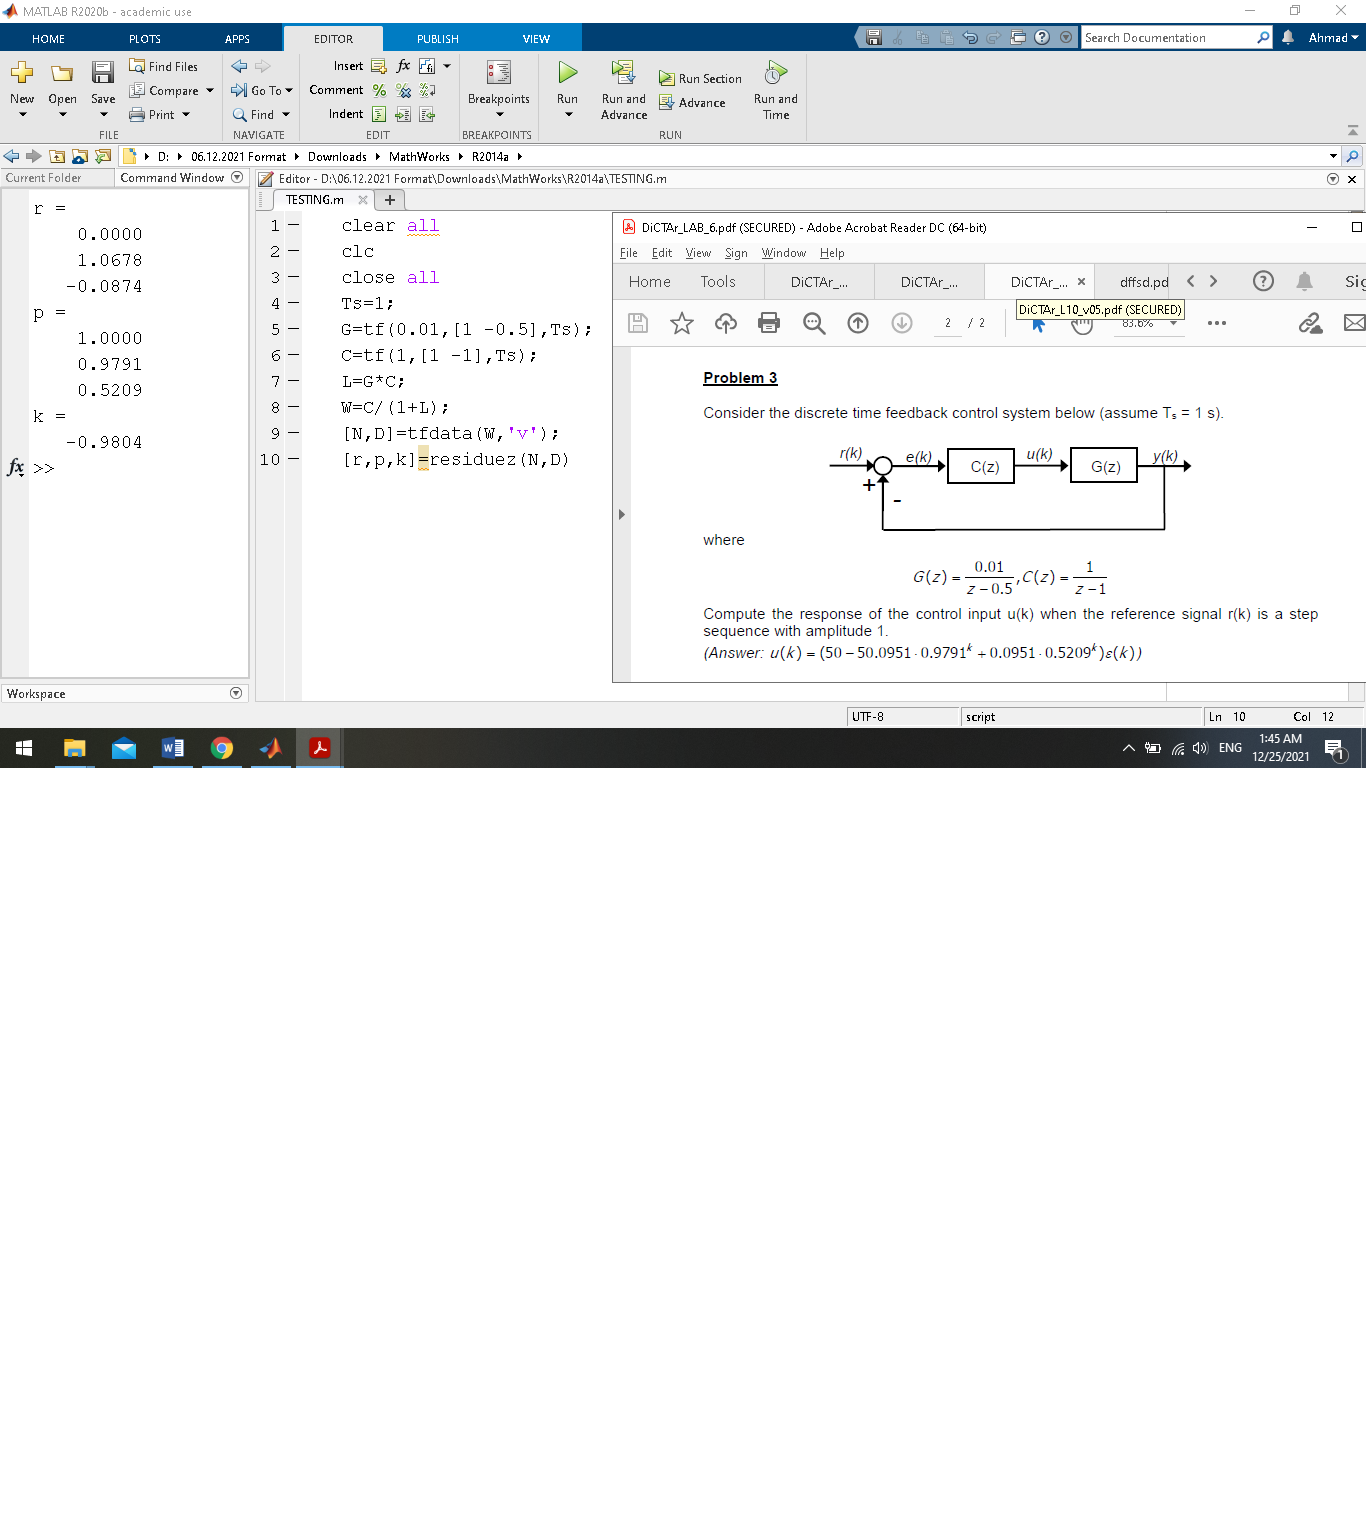 MATLAB R2020b - academic use
HOME PLOTS APPS EDITOR PUBLISH VIEW Search Documentation Ahmad
New Open Save Find Files Compare Print
FILE
Go To Find
NAVIGATE
Insert fx
Comment
Indent
EDIT
Breakpoints
BREAKPOINTS
Run Run and Advance Run Section Advance Run and Time
RUN
D: 06.12.2021 Format Downloads MathWorks R2014a
Current Folder Command Window
Editor - D:\06.12.2021 Format\Downloads\MathWorks\R2014a\TESTING.m
TESTING.m
r =
0.0000
1.0678
-0.0874
p =
1.0000
0.9791
0.5209
k =
-0.9804
fx >>
Workspace
1 clear all
2 clc
3 close all
4 Ts=1;
5 G=tf(0.01,[1 -0.5],Ts);
6 C=tf(1,[1 -1],Ts);
7 L=G*C;
8 W=C/(1+L);
9 [N,D]=tfdata(W,'v');
10 [r,p,k]=residuez(N,D)
DiCTAr_LAB_6.pdf (SECURED) - Adobe Acrobat Reader DC (64-bit)
File Edit View Sign Window Help
Home Tools DiCTAr_... DiCTAr_... DiCTAr_... dffsd.pd Sig
DiCTAr_L10_v05.pdf (SECURED)
2 / 2 83.6%
Problem 3
Consider the discrete time feedback control system below (assume Ts = 1 s).
r(k) e(k) C(z) u(k) G(z) y(k)
+
-
where
G(z) = 0.01 / z − 0.5 , C(z) = 1 / z − 1
Compute the response of the control input u(k) when the reference signal r(k) is a step
sequence with amplitude 1.
(Answer: u(k) = (50 − 50.0951 · 0.9791^k + 0.0951 · 0.5209^k)ε(k))
UTF-8 script Ln 10 Col 12
ENG
1:45 AM
12/25/2021
1